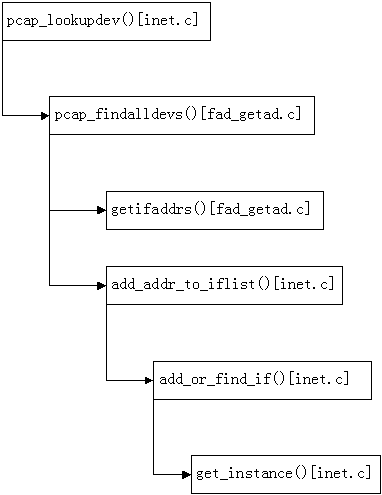 pcap_lookupdev()[inet.c]
pcap_findalldevs()[fad_getad.c]
getifaddrs()[fad_getad.c]
add_addr_to_iflist()[inet.c]
add_or_find_if()[inet.c]
get_instance()[inet.c]